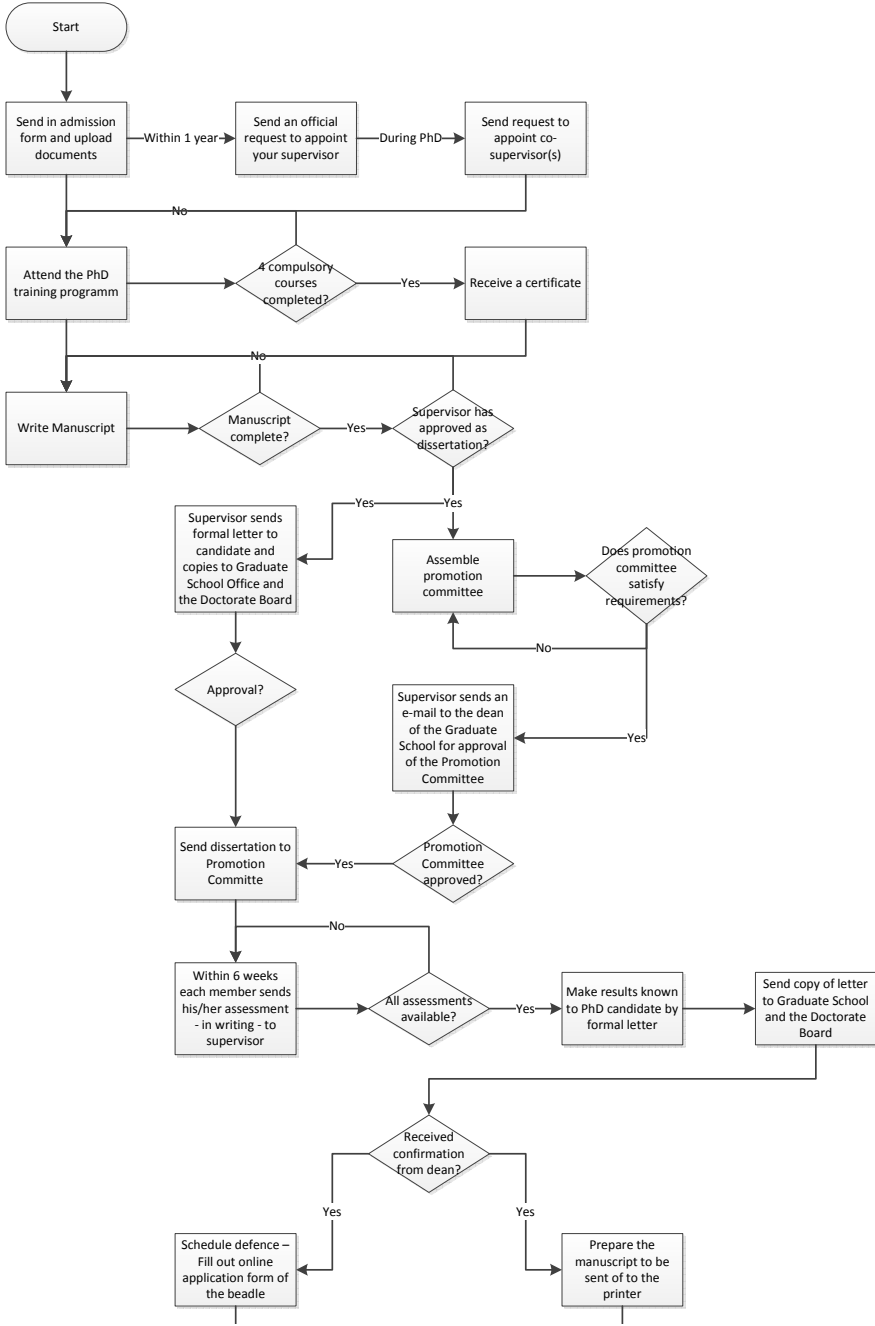 Start
Send in admission
form and upload
documents
Within 1 year
Send an official
request to appoint
your supervisor
During PhD
Send request to
appoint co-
supervisor(s)
No
Attend the PhD
training programm
4 compulsory
courses
completed?
Yes
Receive a certificate
No
Write Manuscript
Manuscript
complete?
Yes
Supervisor has
approved as
dissertation?
Yes
Yes
Supervisor sends
formal letter to
candidate and
copies to Graduate
School Office and
the Doctorate Board
Assemble
promotion
committee
Does promotion
committee
satisfy
requirements?
No
Approval?
Supervisor sends an
e-mail to the dean
of the Graduate
School for approval
of the Promotion
Committee
Yes
Send dissertation to
Promotion
Committe
Yes
Promotion
Committee
approved?
No
Within 6 weeks
each member sends
his/her assessment
- in writing - to
supervisor
All assessments
available?
Yes
Make results known
to PhD candidate by
formal letter
Send copy of letter
to Graduate School
and the Doctorate
Board
Received
confirmation
from dean?
Yes
Yes
Schedule defence –
Fill out online
application form of
the beadle
Prepare the
manuscript to be
sent of to the
printer